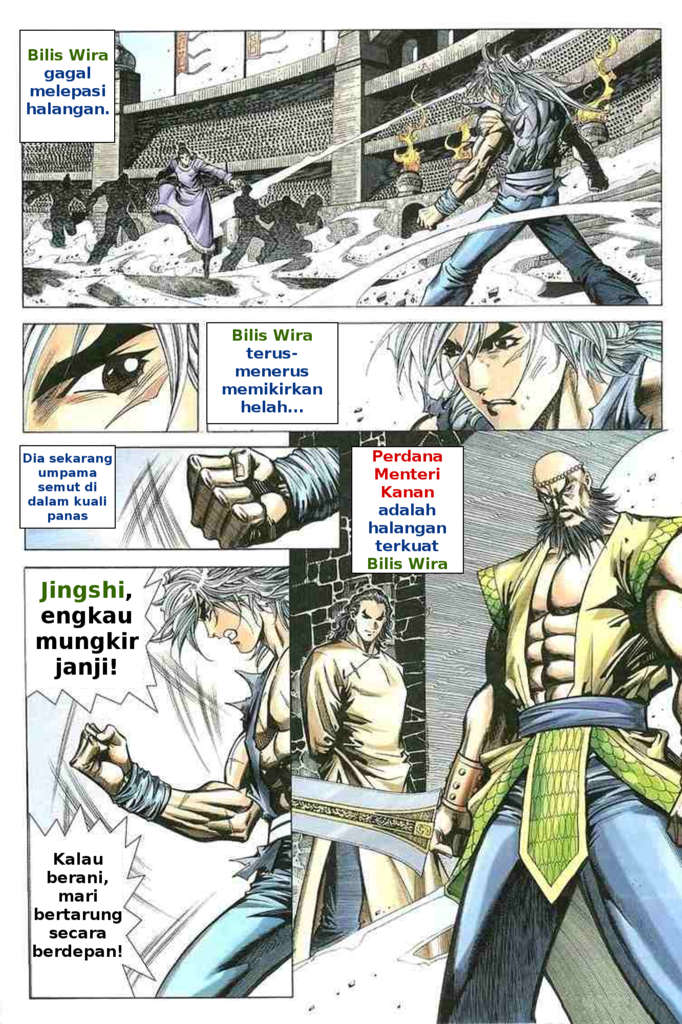 Bilis Wira
gagal
melepasi
halangan.
Bilis Wira
terus-
menerus
memikirkan
helah...
Dia sekarang
umpama
semut di
dalam kuali
panas
Perdana
Menteri
Kanan
adalah
halangan
terkuat
Bilis Wira
Jingshi,
engkau
mungkir
janji!
Kalau
berani,
mari
bertarung
secara
berdepan!